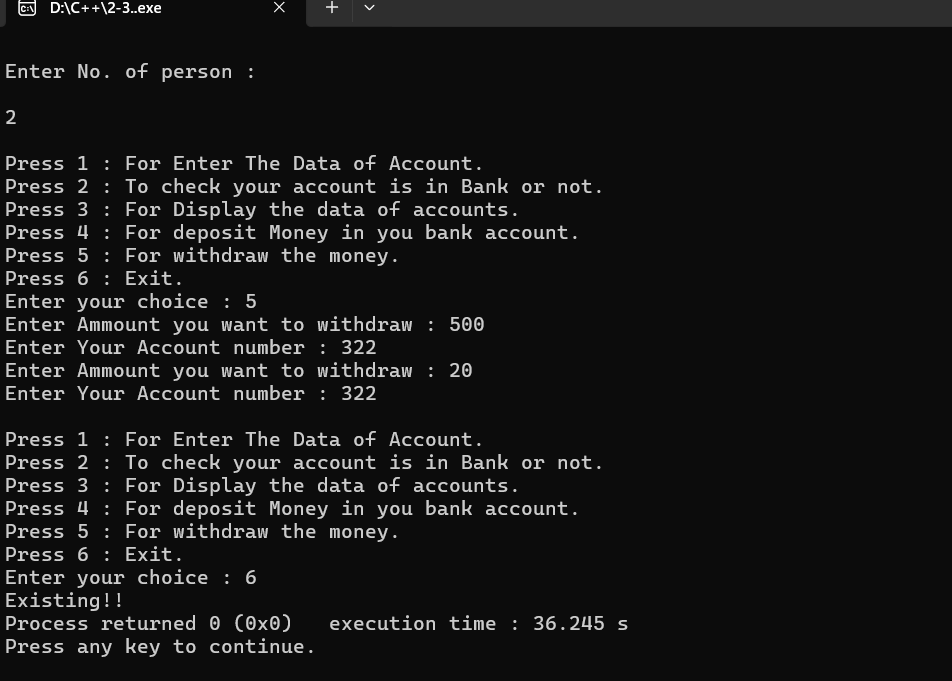 D:\C++\2-3..exe
Enter No. of person :
2
Press 1 : For Enter The Data of Account.
Press 2 : To check your account is in Bank or not.
Press 3 : For Display the data of accounts.
Press 4 : For deposit Money in you bank account.
Press 5 : For withdraw the money.
Press 6 : Exit.
Enter your choice : 5
Enter Ammount you want to withdraw : 500
Enter Your Account number : 322
Enter Ammount you want to withdraw : 20
Enter Your Account number : 322
Press 1 : For Enter The Data of Account.
Press 2 : To check your account is in Bank or not.
Press 3 : For Display the data of accounts.
Press 4 : For deposit Money in you bank account.
Press 5 : For withdraw the money.
Press 6 : Exit.
Enter your choice : 6
Existing!!
Process returned 0 (0x0)   execution time : 36.245 s
Press any key to continue.